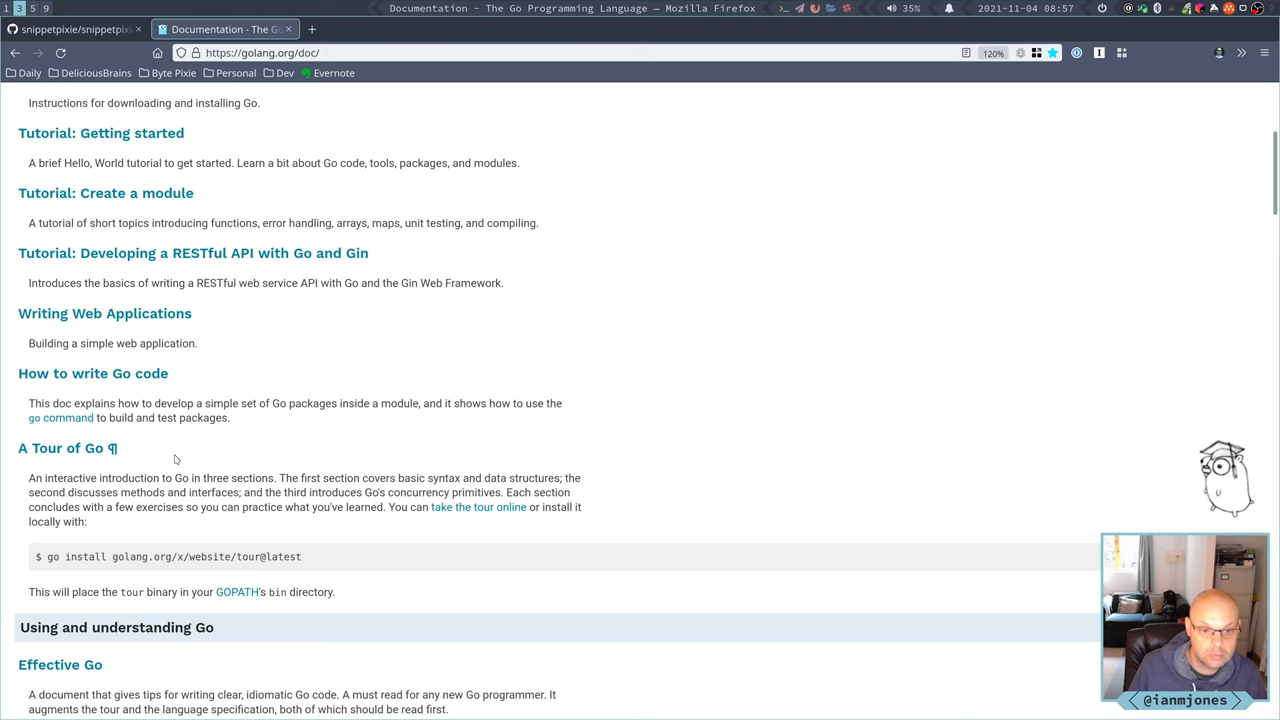 1 3 5 9
Documentation - The Go Programming Language — Mozilla Firefox
35%
2021-11-04 08:57
snippetpixie/snippetpixi
Documentation - The G
https://golang.org/doc/
120%
Daily
DeliciousBrains
Byte Pixie
Personal
Dev
Evernote
Instructions for downloading and installing Go.
Tutorial: Getting started
A brief Hello, World tutorial to get started. Learn a bit about Go code, tools, packages, and modules.
Tutorial: Create a module
A tutorial of short topics introducing functions, error handling, arrays, maps, unit testing, and compiling.
Tutorial: Developing a RESTful API with Go and Gin
Introduces the basics of writing a RESTful web service API with Go and the Gin Web Framework.
Writing Web Applications
Building a simple web application.
How to write Go code
This doc explains how to develop a simple set of Go packages inside a module, and it shows how to use the
go command to build and test packages.
A Tour of Go ¶
An interactive introduction to Go in three sections. The first section covers basic syntax and data structures; the
second discusses methods and interfaces; and the third introduces Go's concurrency primitives. Each section
concludes with a few exercises so you can practice what you've learned. You can take the tour online or install it
locally with:
$ go install golang.org/x/website/tour@latest
This will place the tour binary in your GOPATH's bin directory.
Using and understanding Go
Effective Go
A document that gives tips for writing clear, idiomatic Go code. A must read for any new Go programmer. It
augments the tour and the language specification, both of which should be read first.
@ianmjones